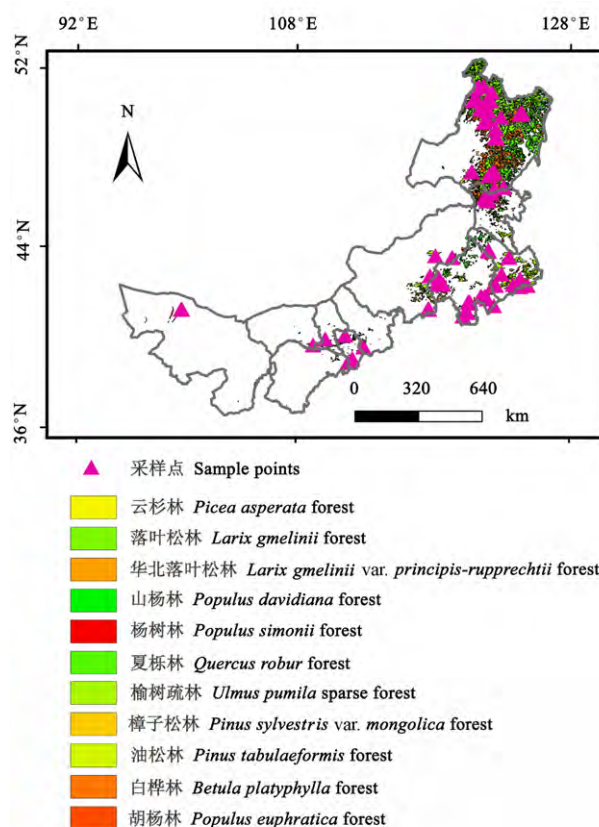 92°E 108°E 128°E
52°N
N
44°N
0 320 640
km
36°N
采样点 Sample points
云杉林 Picea asperata forest
落叶松林 Larix gmelinii forest
华北落叶松林 Larix gmelinii var. principis-rupprechtii forest
山杨林 Populus davidiana forest
杨树林 Populus simonii forest
夏栎林 Quercus robur forest
榆树疏林 Ulmus pumila sparse forest
樟子松林 Pinus sylvestris var. mongolica forest
油松林 Pinus tabulaeformis forest
白桦林 Betula platyphylla forest
胡杨林 Populus euphratica forest